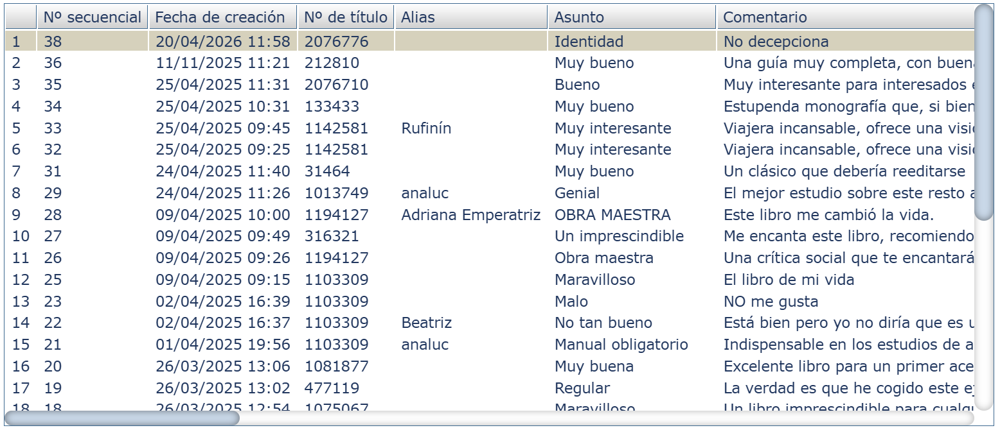 Nº secuencial Fecha de creación Nº de título Alias Asunto Comentario
1 38 20/04/2026 11:58 2076776 Identidad No decepciona
2 36 11/11/2025 11:21 212810 Muy bueno Una guía muy completa, con
3 35 25/04/2025 11:31 2076710 Bueno Muy interesante para interesados
4 34 25/04/2025 10:31 133433 Muy bueno Estupenda monografía que, si bien
5 33 25/04/2025 09:45 1142581 Rufinín Muy interesante Viajera incansable, ofrece una
6 32 25/04/2025 09:25 1142581 Muy interesante Viajera incansable, ofrece una
7 31 24/04/2025 11:40 31464 Muy bueno Un clásico que debería reeditarse
8 29 24/04/2025 11:26 1013749 analuc Genial El mejor estudio sobre este resto
9 28 09/04/2025 10:00 1194127 Adriana Emperatriz OBRA MAESTRA Este libro me cambió la vida.
10 27 09/04/2025 09:49 316321 Un imprescindible Me encanta este libro, recomiendo
11 26 09/04/2025 09:26 1194127 Obra maestra Una crítica social que te encantará
12 25 09/04/2025 09:15 1103309 Maravilloso El libro de mi vida
13 23 02/04/2025 16:39 1103309 Malo NO me gusta
14 22 02/04/2025 16:37 1103309 Beatriz No tan bueno Está bien pero yo no diría que es
15 21 01/04/2025 19:56 1103309 analuc Manual obligatorio Indispensable en los estudios de
16 20 26/03/2025 13:06 1081877 Muy buena Excelente libro para un primer
17 19 26/03/2025 13:02 477119 Regular La verdad es que he cogido este
18 18 26/03/2025 12:54 1075067 Maravilloso Un libro imprescindible para